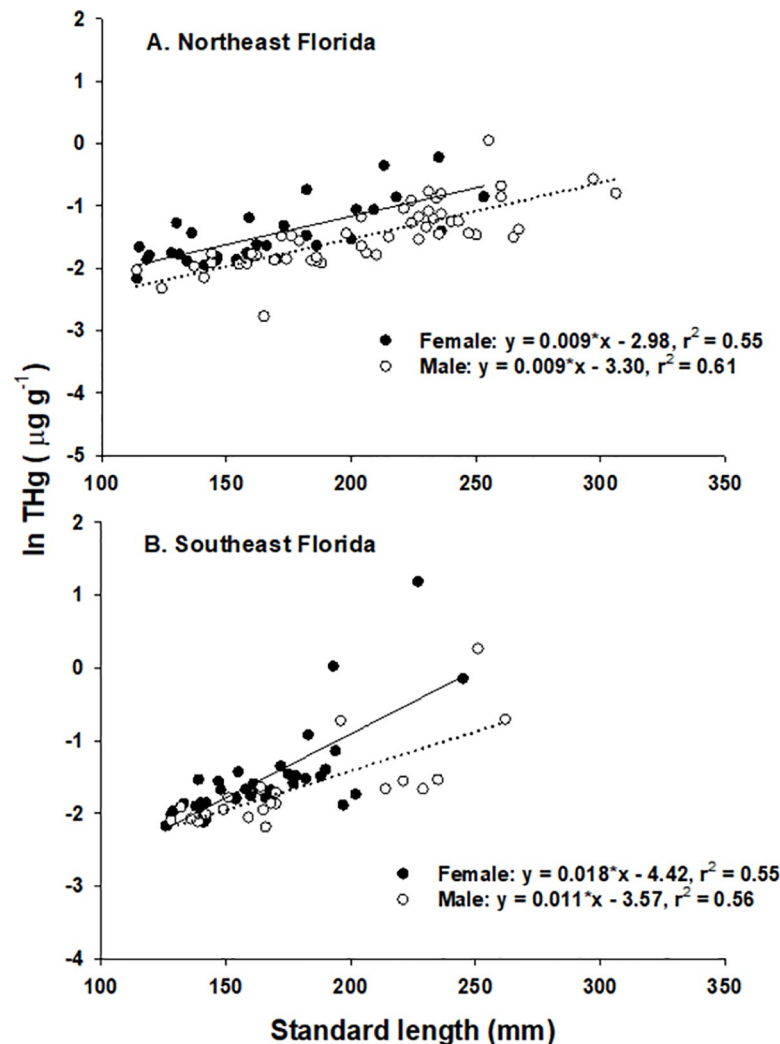 2
A. Northeast Florida
1
0
-1
-2
-3
Female: y = 0.009*x - 2.98, r² = 0.55
Male: y = 0.009*x - 3.30, r² = 0.61
-4
-5
100 150 200 250 300 350
ln THg ( μg g⁻¹)
2
B. Southeast Florida
1
0
-1
-2
-3
Female: y = 0.018*x - 4.42, r² = 0.55
Male: y = 0.011*x - 3.57, r² = 0.56
-4
100 150 200 250 300 350
Standard length (mm)